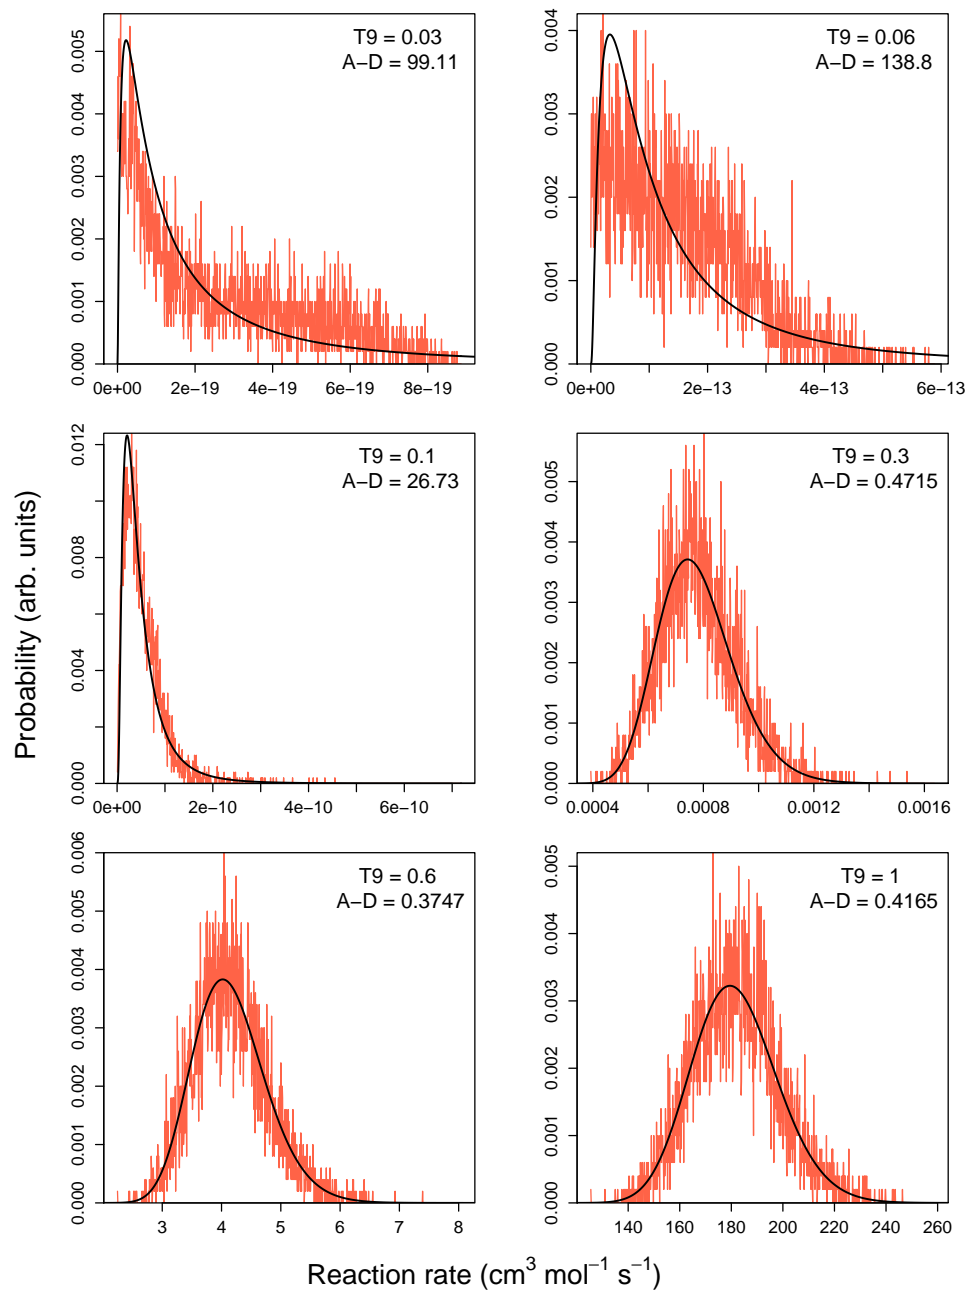 T9 = 0.03
A−D = 99.11
0.000 0.001 0.002 0.003 0.004 0.005
0e+00 2e−19 4e−19 6e−19 8e−19
T9 = 0.06
A−D = 138.8
0.000 0.001 0.002 0.003 0.004
0e+00 2e−13 4e−13 6e−13
T9 = 0.1
A−D = 26.73
0.000 0.004 0.008 0.012
0e+00 2e−10 4e−10 6e−10
T9 = 0.3
A−D = 0.4715
0.000 0.001 0.002 0.003 0.004 0.005
0.0004 0.0008 0.0012 0.0016
T9 = 0.6
A−D = 0.3747
0.000 0.001 0.002 0.003 0.004 0.005 0.006
3 4 5 6 7 8
T9 = 1
A−D = 0.4165
0.000 0.001 0.002 0.003 0.004 0.005
140 160 180 200 220 240 260
Probability (arb. units)
Reaction rate (cm³ mol⁻¹ s⁻¹)